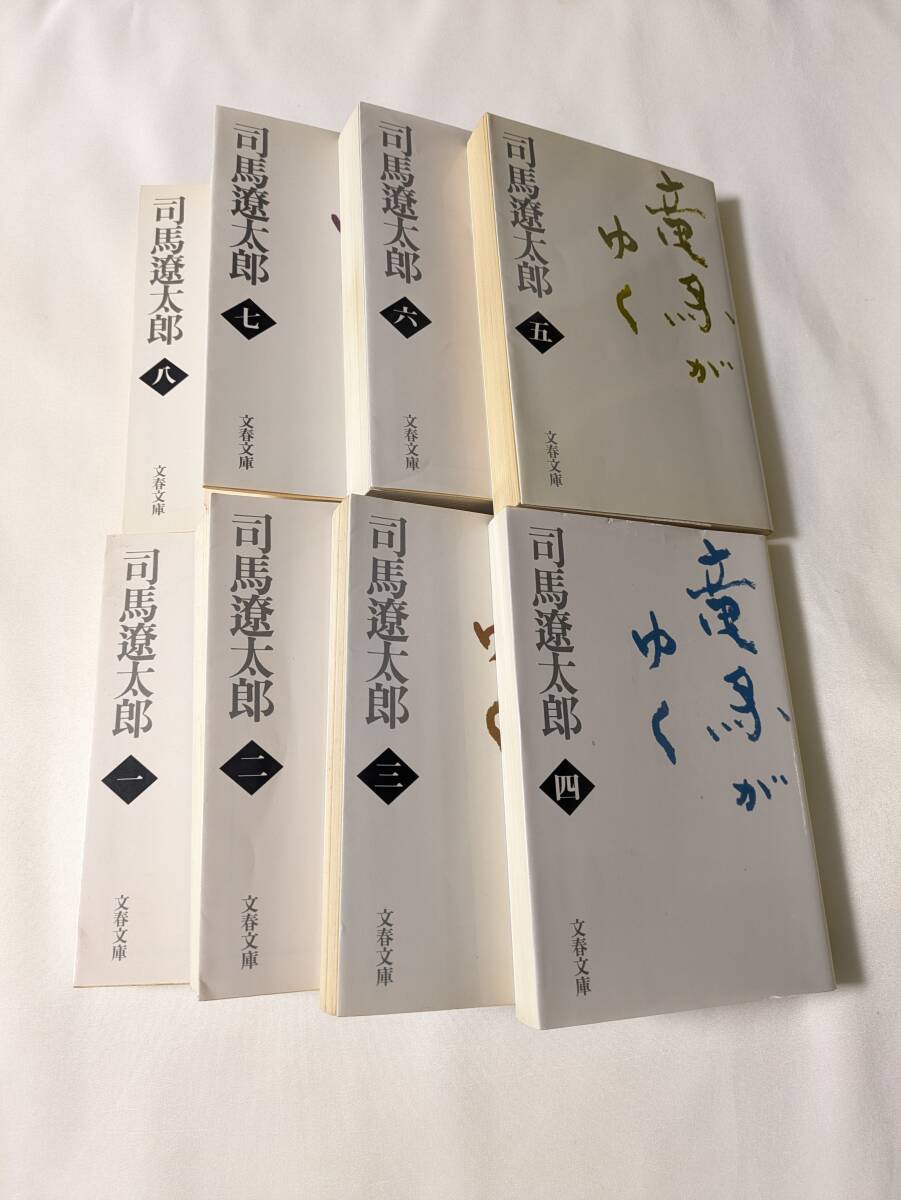 司馬遼太郎
八
文春文庫
司馬遼太郎
七
文春文庫
司馬遼太郎
六
文春文庫
竜馬が
ゆく
司馬遼太郎
五
文春文庫
司馬遼太郎
一
文春文庫
司馬遼太郎
二
文春文庫
司馬遼太郎
三
文春文庫
竜馬が
ゆく
司馬遼太郎
四
文春文庫